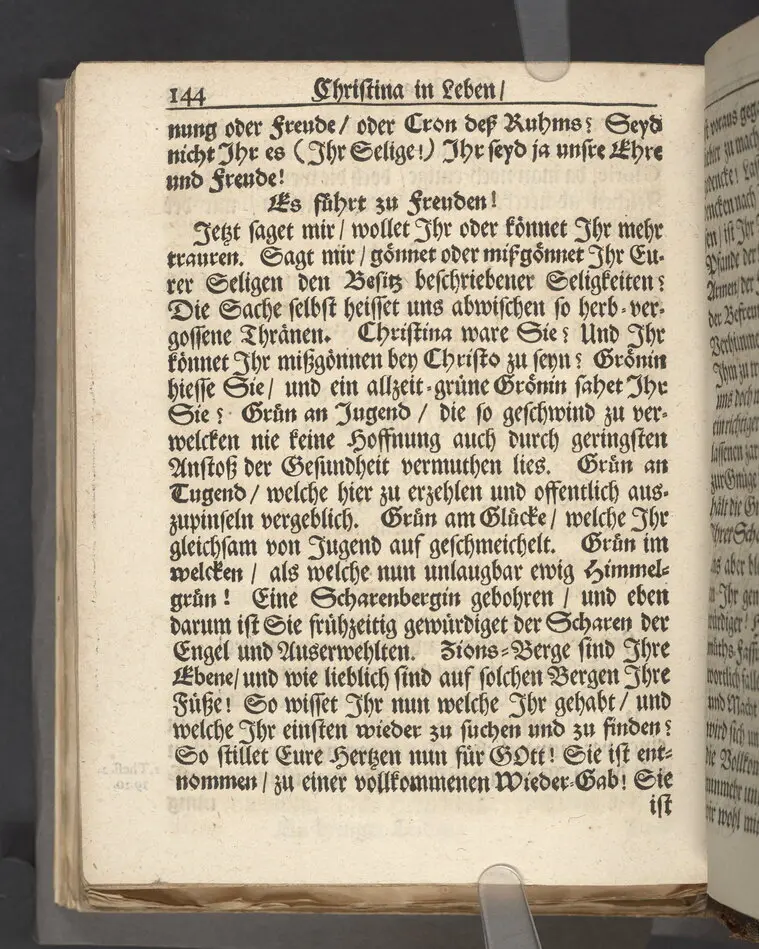 144 Christina in Leben/
nung oder Freude / oder Cron deß Ruhms? Seyd
nicht Ihr es (Ihr Selige!) Ihr seyd ja unsre Ehre
und Freude!
Es führt zu Freuden!
Jetzt saget mir / wollet Ihr oder könnet Ihr mehr
trauren. Sagt mir / gönnet oder mißgönnet Ihr Eu-
rer Seligen den Besitz beschriebener Seligkeiten?
Die Sache selbst heisset uns abwischen so herb-ver-
gossene Thränen. Christina ware Sie? Und Ihr
könnet Ihr mißgönnen bey Christo zu seyn? Grönin
hiesse Sie/ und ein allzeit-grüne Grönin sahet Ihr
Sie? Grün an Jugend / die so geschwind zu ver-
welcken nie keine Hoffnung auch durch geringsten
Anstoß der Gesundheit vermuthen lies. Grün an
Tugend / welche hier zu erzehlen und offentlich aus-
zupinseln vergeblich. Grün am Glücke / welche Ihr
gleichsam von Jugend auf geschmeichelt. Grün im
welcken / als welche nun unlaugbar ewig Himmel-
grün! Eine Scharenbergin gebohren / und eben
darum ist Sie frühzeitig gewürdiget der Scharen der
Engel und Auserwehlten. Zions-Berge sind Ihre
Ebene/ und wie lieblich sind auf solchen Bergen Ihre
Füße! So wisset Ihr nun welche Ihr gehabt / und
welche Ihr einsten wieder zu suchen und zu finden?
So stillet Eure Hertzen nun für GOtt! Sie ist ent-
nommen / zu einer vollkommenen Wieder-Gab! Sie
ist